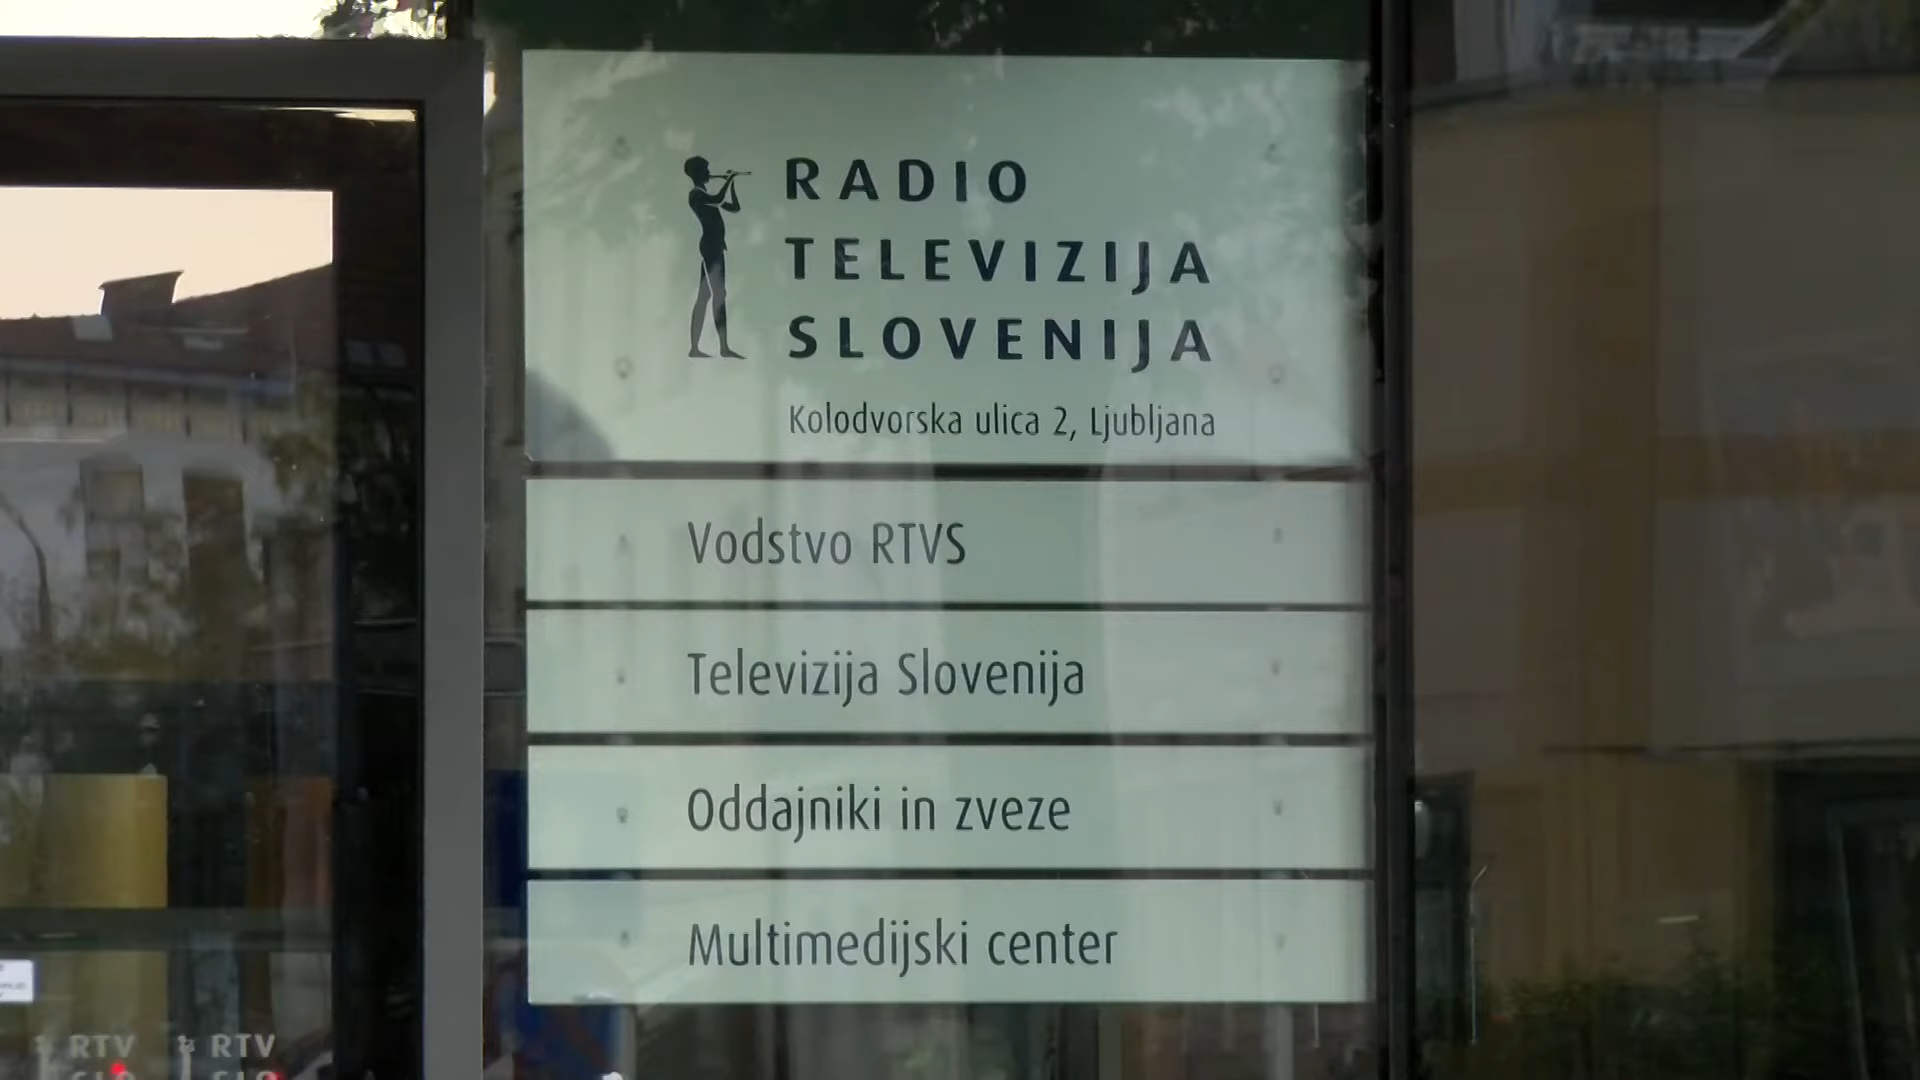 RADIO
TELEVIZIJA
SLOVENIJA
Kolodvorska ulica 2, Ljubljana
Vodstvo RTVS
Televizija Slovenija
Oddajniki in zveze
Multimedijski center
RTV RTV